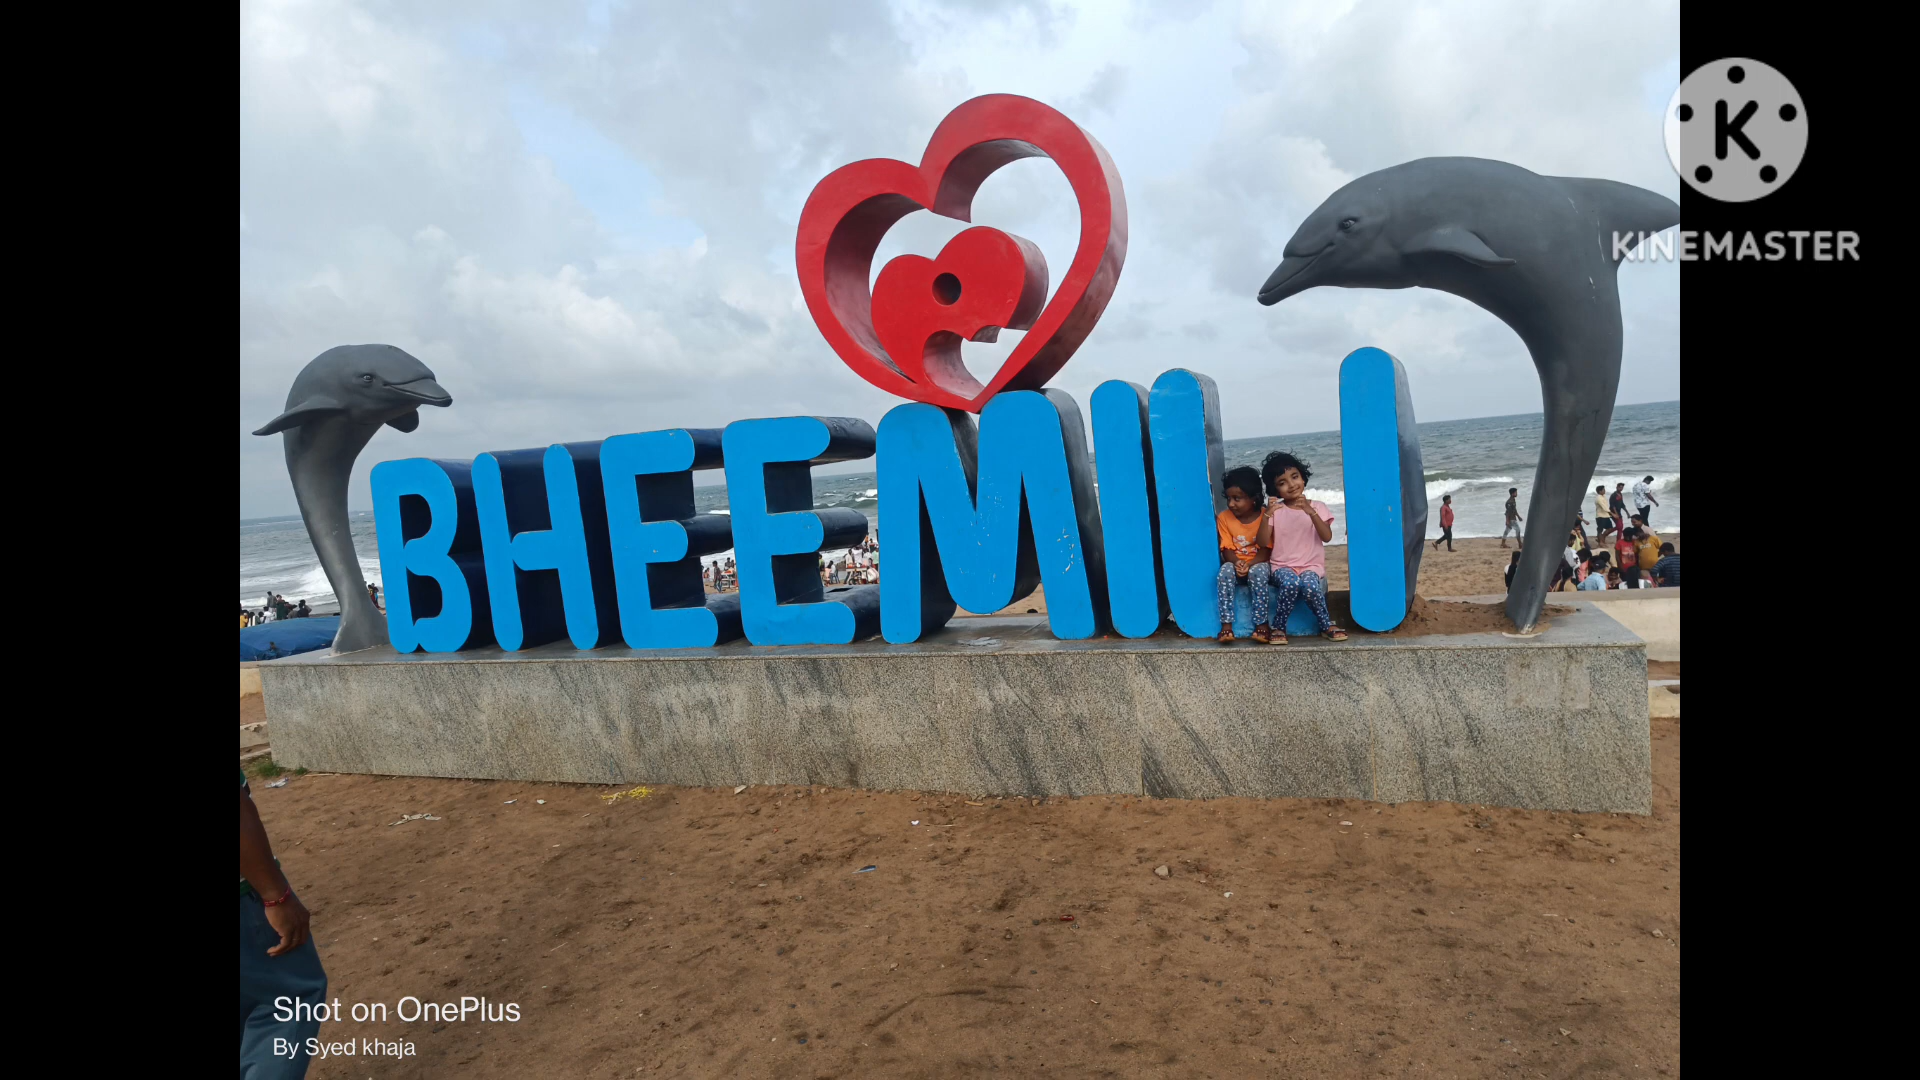 K
KINEMASTER
BHEEMILI
Shot on OnePlus
By Syed khaja